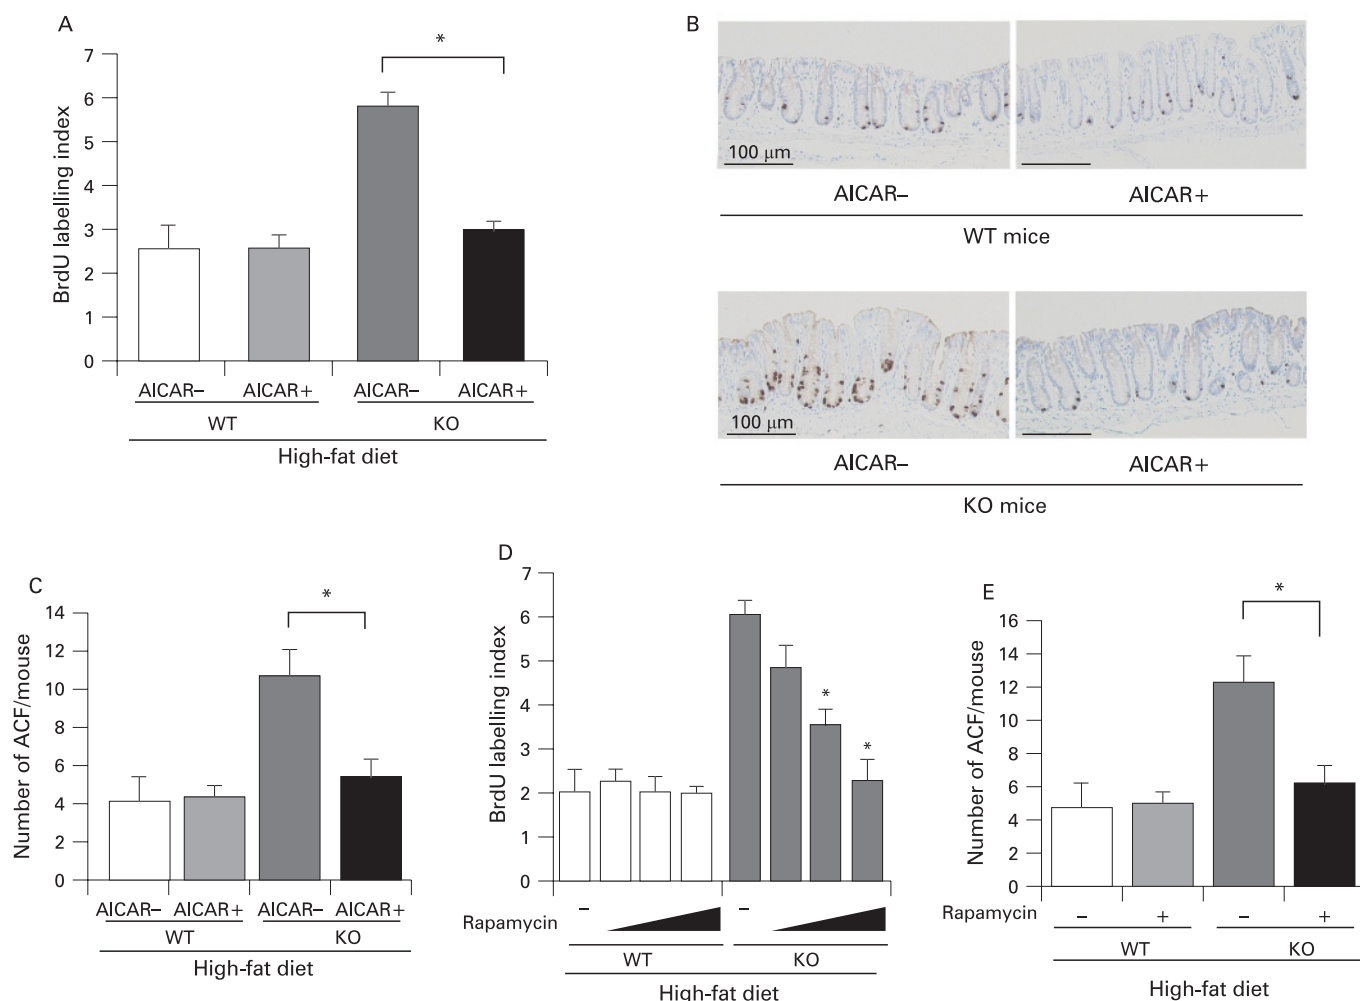 A
*
7
6
5
4
3
2
1
0
BrdU labelling index
AICAR– AICAR+ AICAR– AICAR+
WT KO
High-fat diet
B
100 μm
AICAR– AICAR+
WT mice
100 μm
AICAR– AICAR+
KO mice
C
*
14
12
10
8
6
4
2
0
Number of ACF/mouse
AICAR– AICAR+ AICAR– AICAR+
WT KO
High-fat diet
D
7
6
5
4
3
2
1
0
BrdU labelling index
*
*
Rapamycin – –
WT KO
High-fat diet
E
*
16
14
12
10
8
6
4
2
0
Number of ACF/mouse
Rapamycin – + – +
WT KO
High-fat diet